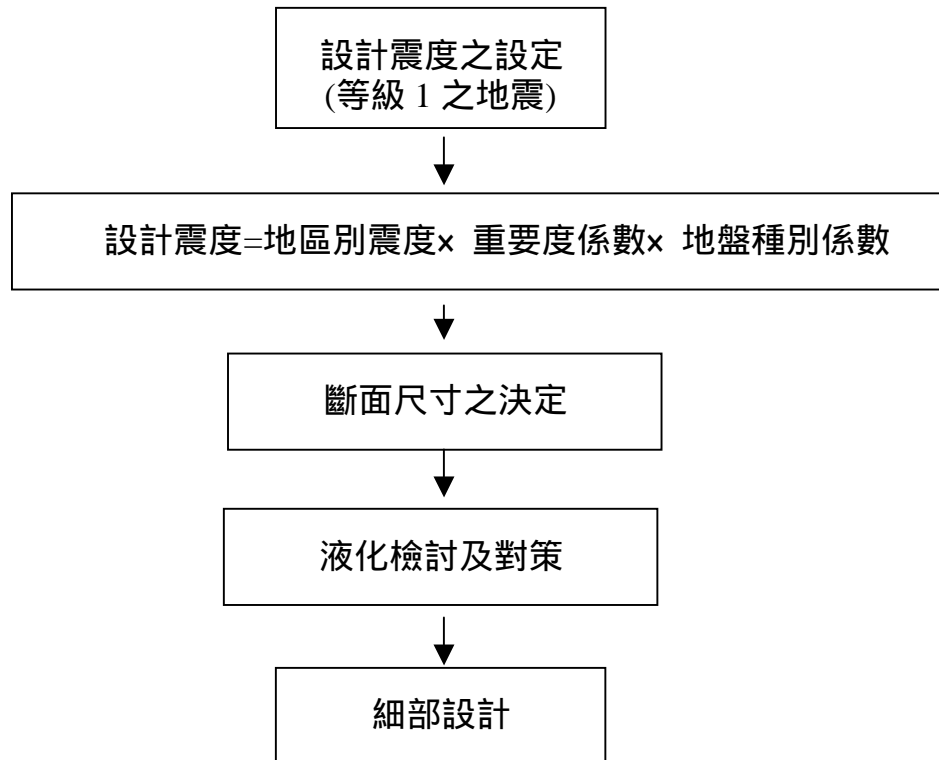 設計震度之設定
(等級 1 之地震)
設計震度=地區別震度× 重要度係數× 地盤種別係數
斷面尺寸之決定
液化檢討及對策
細部設計